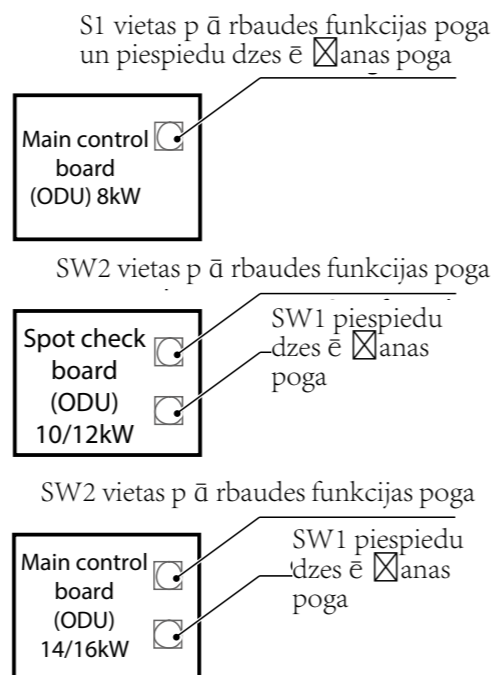 S1 vietas p ā rbaudes funkcijas poga
un piespiedu dzes ē ☒anas poga
Main control
board
(ODU) 8kW
SW2 vietas p ā rbaudes funkcijas poga
Spot check
board
(ODU)
10/12kW
SW1 piespiedu
dzes ē ☒anas
poga
SW2 vietas p ā rbaudes funkcijas poga
Main control
board
(ODU)
14/16kW
SW1 piespiedu
dzes ē ☒anas
poga